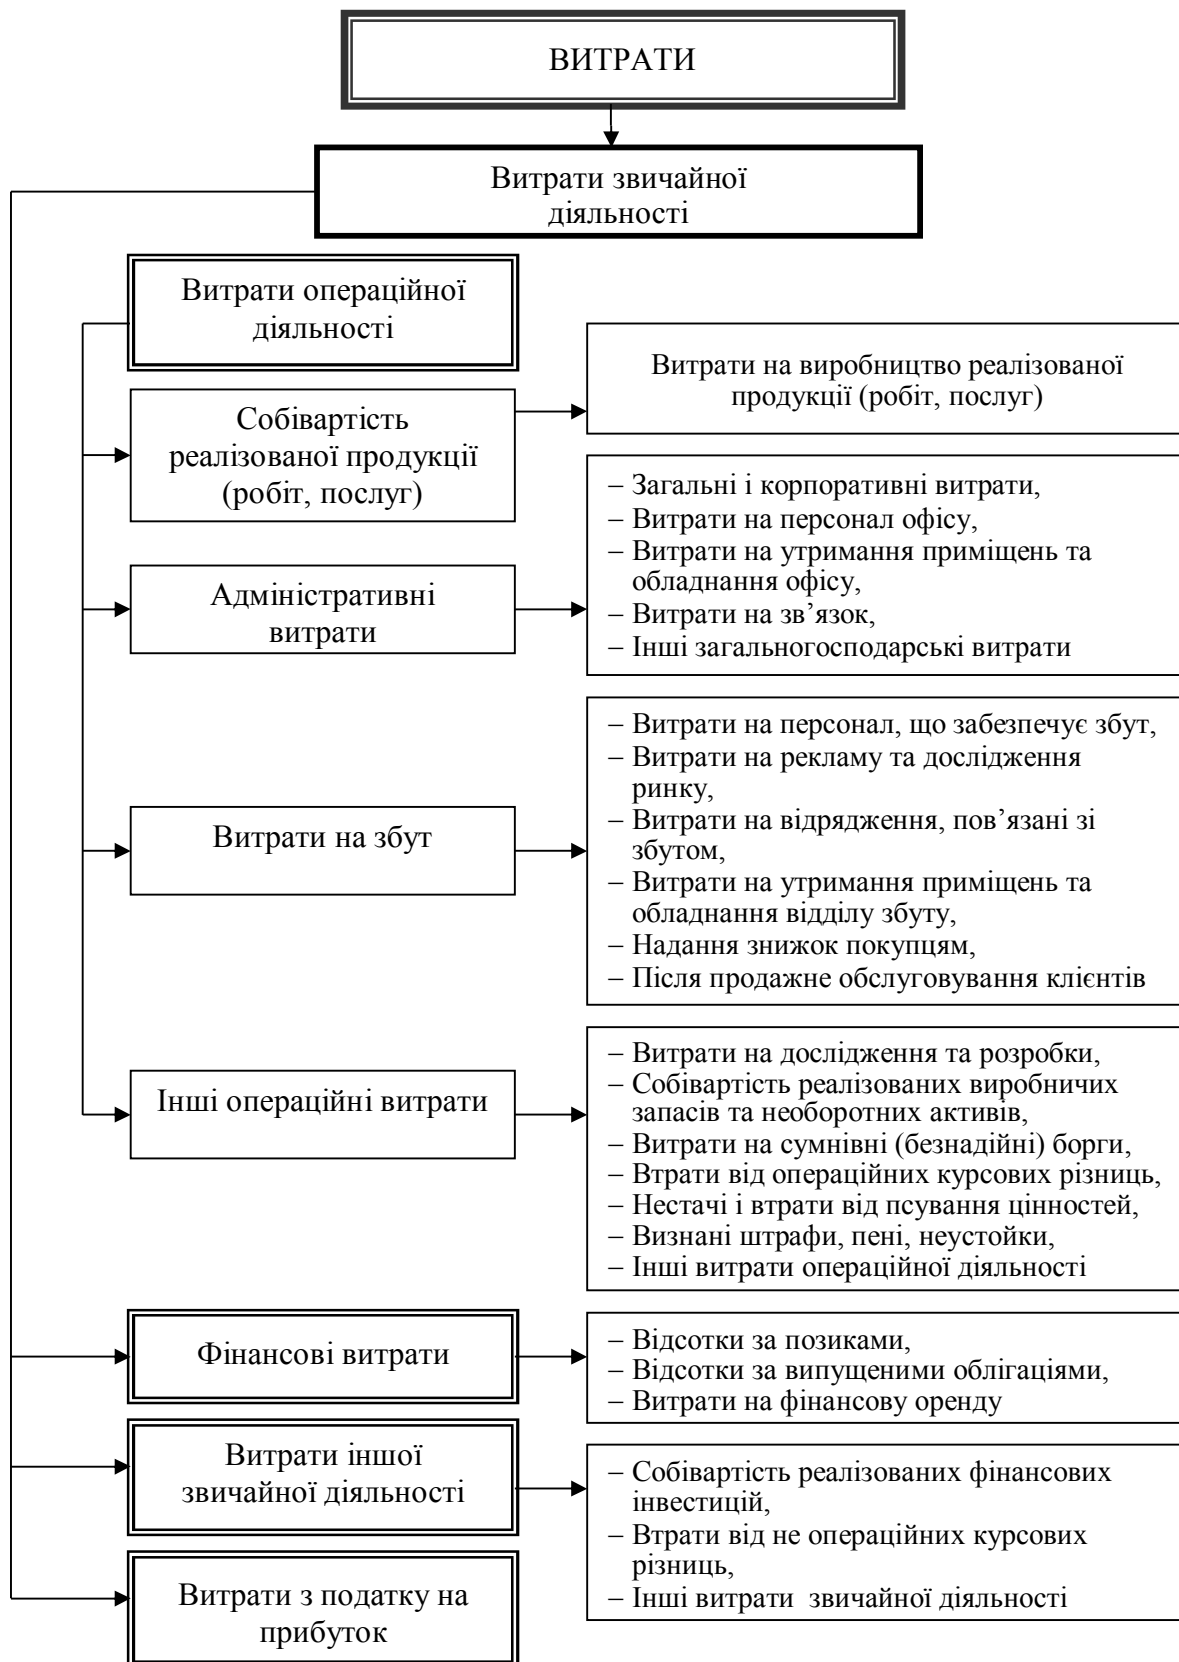 ВИТРАТИ
Витрати звичайної
діяльності
Витрати операційної
діяльності
Витрати на виробництво реалізованої
продукції (робіт, послуг)
Собівартість
реалізованої продукції
(робіт, послуг)
– Загальні і корпоративні витрати,
– Витрати на персонал офісу,
– Витрати на утримання приміщень та
обладнання офісу,
– Витрати на зв’язок,
– Інші загальногосподарські витрати
Адміністративні
витрати
– Витрати на персонал, що забезпечує збут,
– Витрати на рекламу та дослідження
ринку,
– Витрати на відрядження, пов’язані зі
збутом,
– Витрати на утримання приміщень та
обладнання відділу збуту,
– Надання знижок покупцям,
– Після продажне обслуговування клієнтів
Витрати на збут
– Витрати на дослідження та розробки,
– Собівартість реалізованих виробничих
запасів та необоротних активів,
– Витрати на сумнівні (безнадійні) борги,
– Втрати від операційних курсових різниць,
– Нестачі і втрати від псування цінностей,
– Визнані штрафи, пені, неустойки,
– Інші витрати операційної діяльності
Інші операційні витрати
Фінансові витрати
– Відсотки за позиками,
– Відсотки за випущеними облігаціями,
– Витрати на фінансову оренду
Витрати іншої
звичайної діяльності
– Собівартість реалізованих фінансових
інвестицій,
– Втрати від не операційних курсових
різниць,
– Інші витрати звичайної діяльності
Витрати з податку на
прибуток